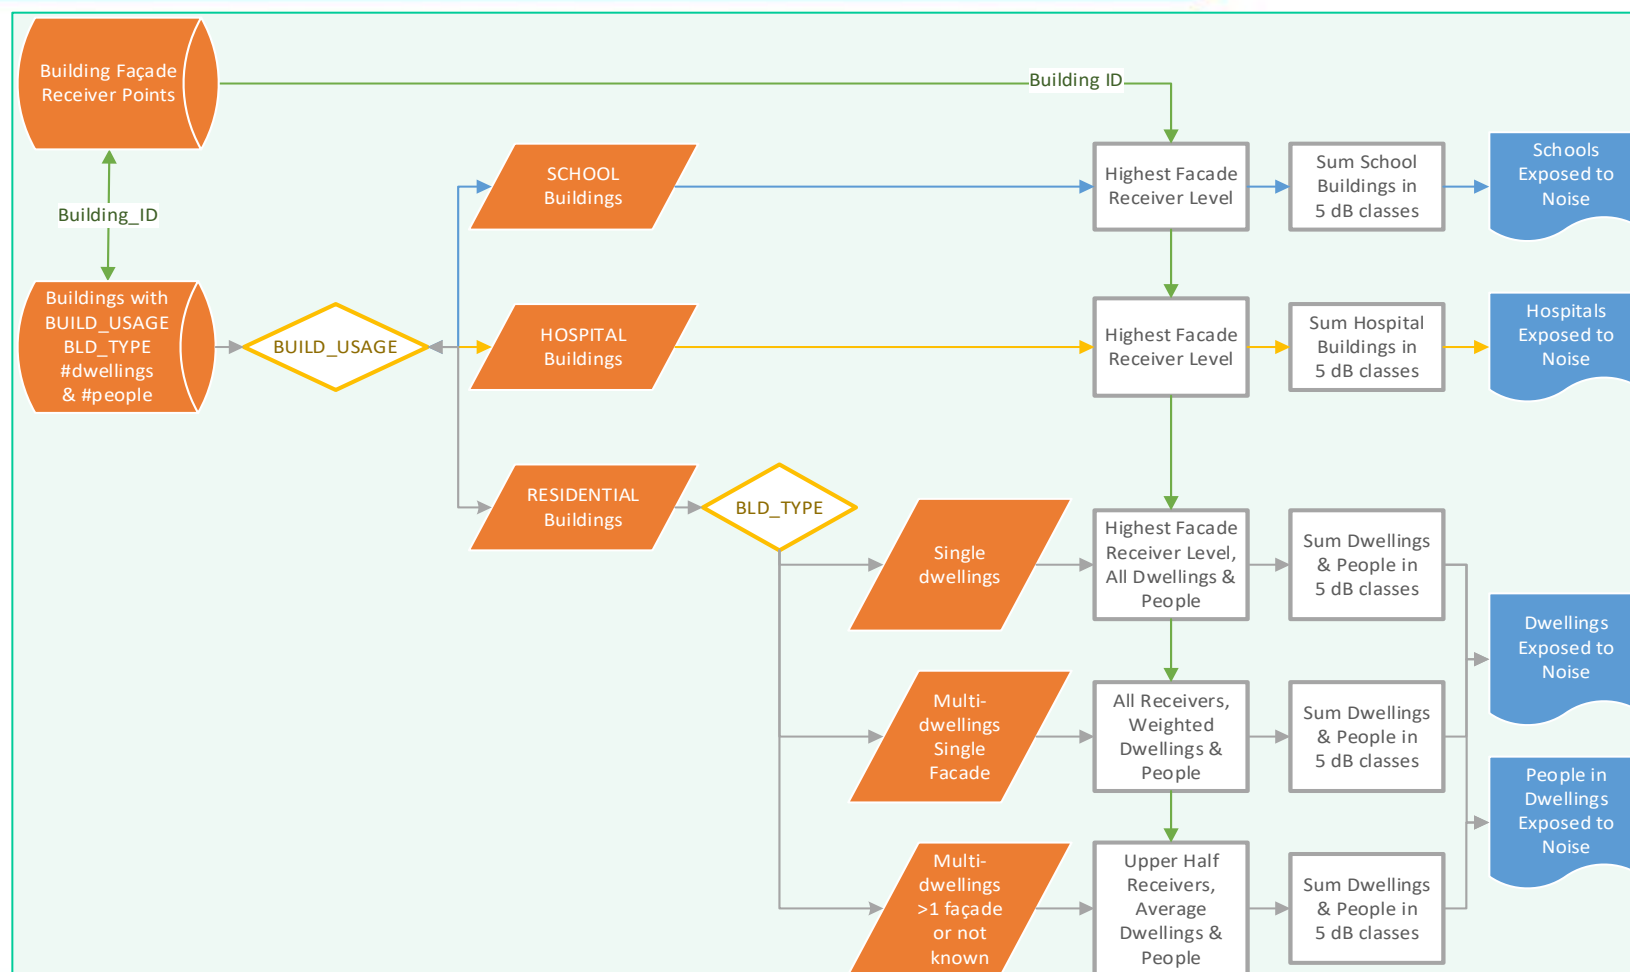 Building Façade
Receiver Points
Building ID
Building_ID
SCHOOL
Buildings
Highest Facade
Receiver Level
Sum School
Buildings in
5 dB classes
Schools
Exposed to
Noise
Buildings with
BUILD_USAGE
BLD_TYPE
#dwellings
& #people
BUILD_USAGE
HOSPITAL
Buildings
Highest Facade
Receiver Level
Sum Hospital
Buildings in
5 dB classes
Hospitals
Exposed to
Noise
RESIDENTIAL
Buildings
BLD_TYPE
Single
dwellings
Highest Facade
Receiver Level,
All Dwellings &
People
Sum Dwellings
& People in
5 dB classes
Dwellings
Exposed to
Noise
Multi-
dwellings
Single
Facade
All Receivers,
Weighted
Dwellings &
People
Sum Dwellings
& People in
5 dB classes
People in
Dwellings
Exposed to
Noise
Multi-
dwellings
>1 façade
or not
known
Upper Half
Receivers,
Average
Dwellings &
People
Sum Dwellings
& People in
5 dB classes